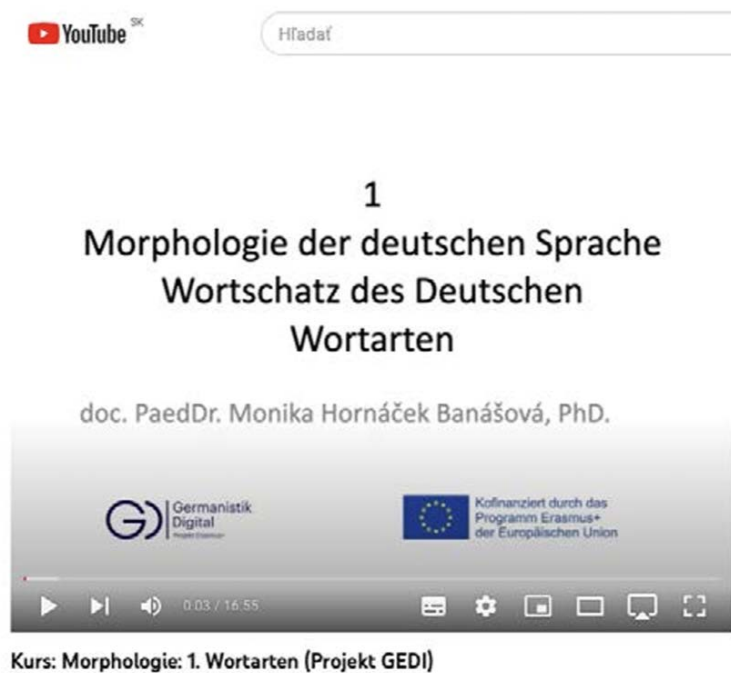 YouTube SK
Hľadať
1
Morphologie der deutschen Sprache
Wortschatz des Deutschen
Wortarten
doc. PaedDr. Monika Hornáček Banášová, PhD.
Germanistik
Digital
Projekt Erasmus+
Kofinanziert durch das
Programm Erasmus+
der Europäischen Union
0:03 / 16:55
Kurs: Morphologie: 1. Wortarten (Projekt GEDI)